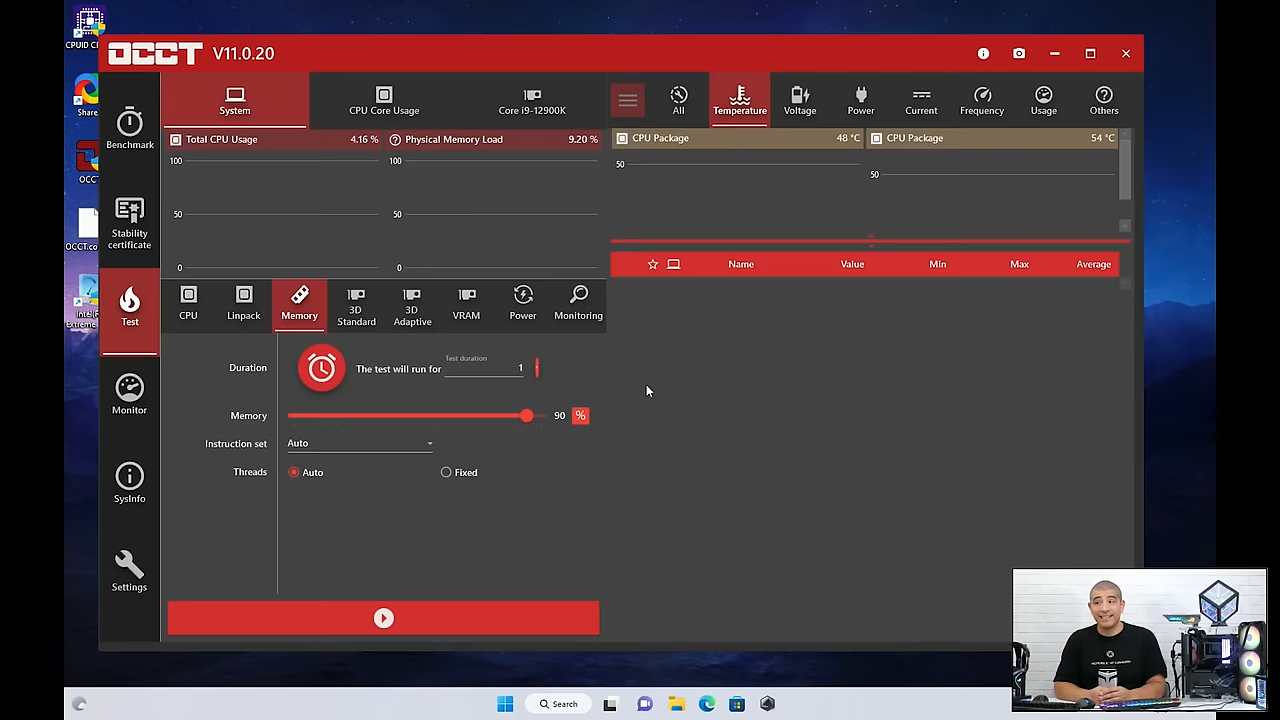 CPUID C
Share
OCCT
OCCT.co
Intel(R
Extreme
OCCT V11.0.20
Benchmark
Stability
certificate
Test
Monitor
SysInfo
Settings
System
CPU Core Usage
Core i9-12900K
All
Temperature
Voltage
Power
Current
Frequency
Usage
Others
Total CPU Usage 4.16 %
Physical Memory Load 9.20 %
100
50
0
100
50
0
CPU Package 48 °C
50
CPU Package 54 °C
50
Name Value Min Max Average
CPU
Linpack
Memory
3D
Standard
3D
Adaptive
VRAM
Power
Monitoring
Duration
The test will run for
Test duration
1
Memory
90 %
Instruction set
Auto
Threads
Auto
Fixed
Search
REPUBLIC OF GAMERS